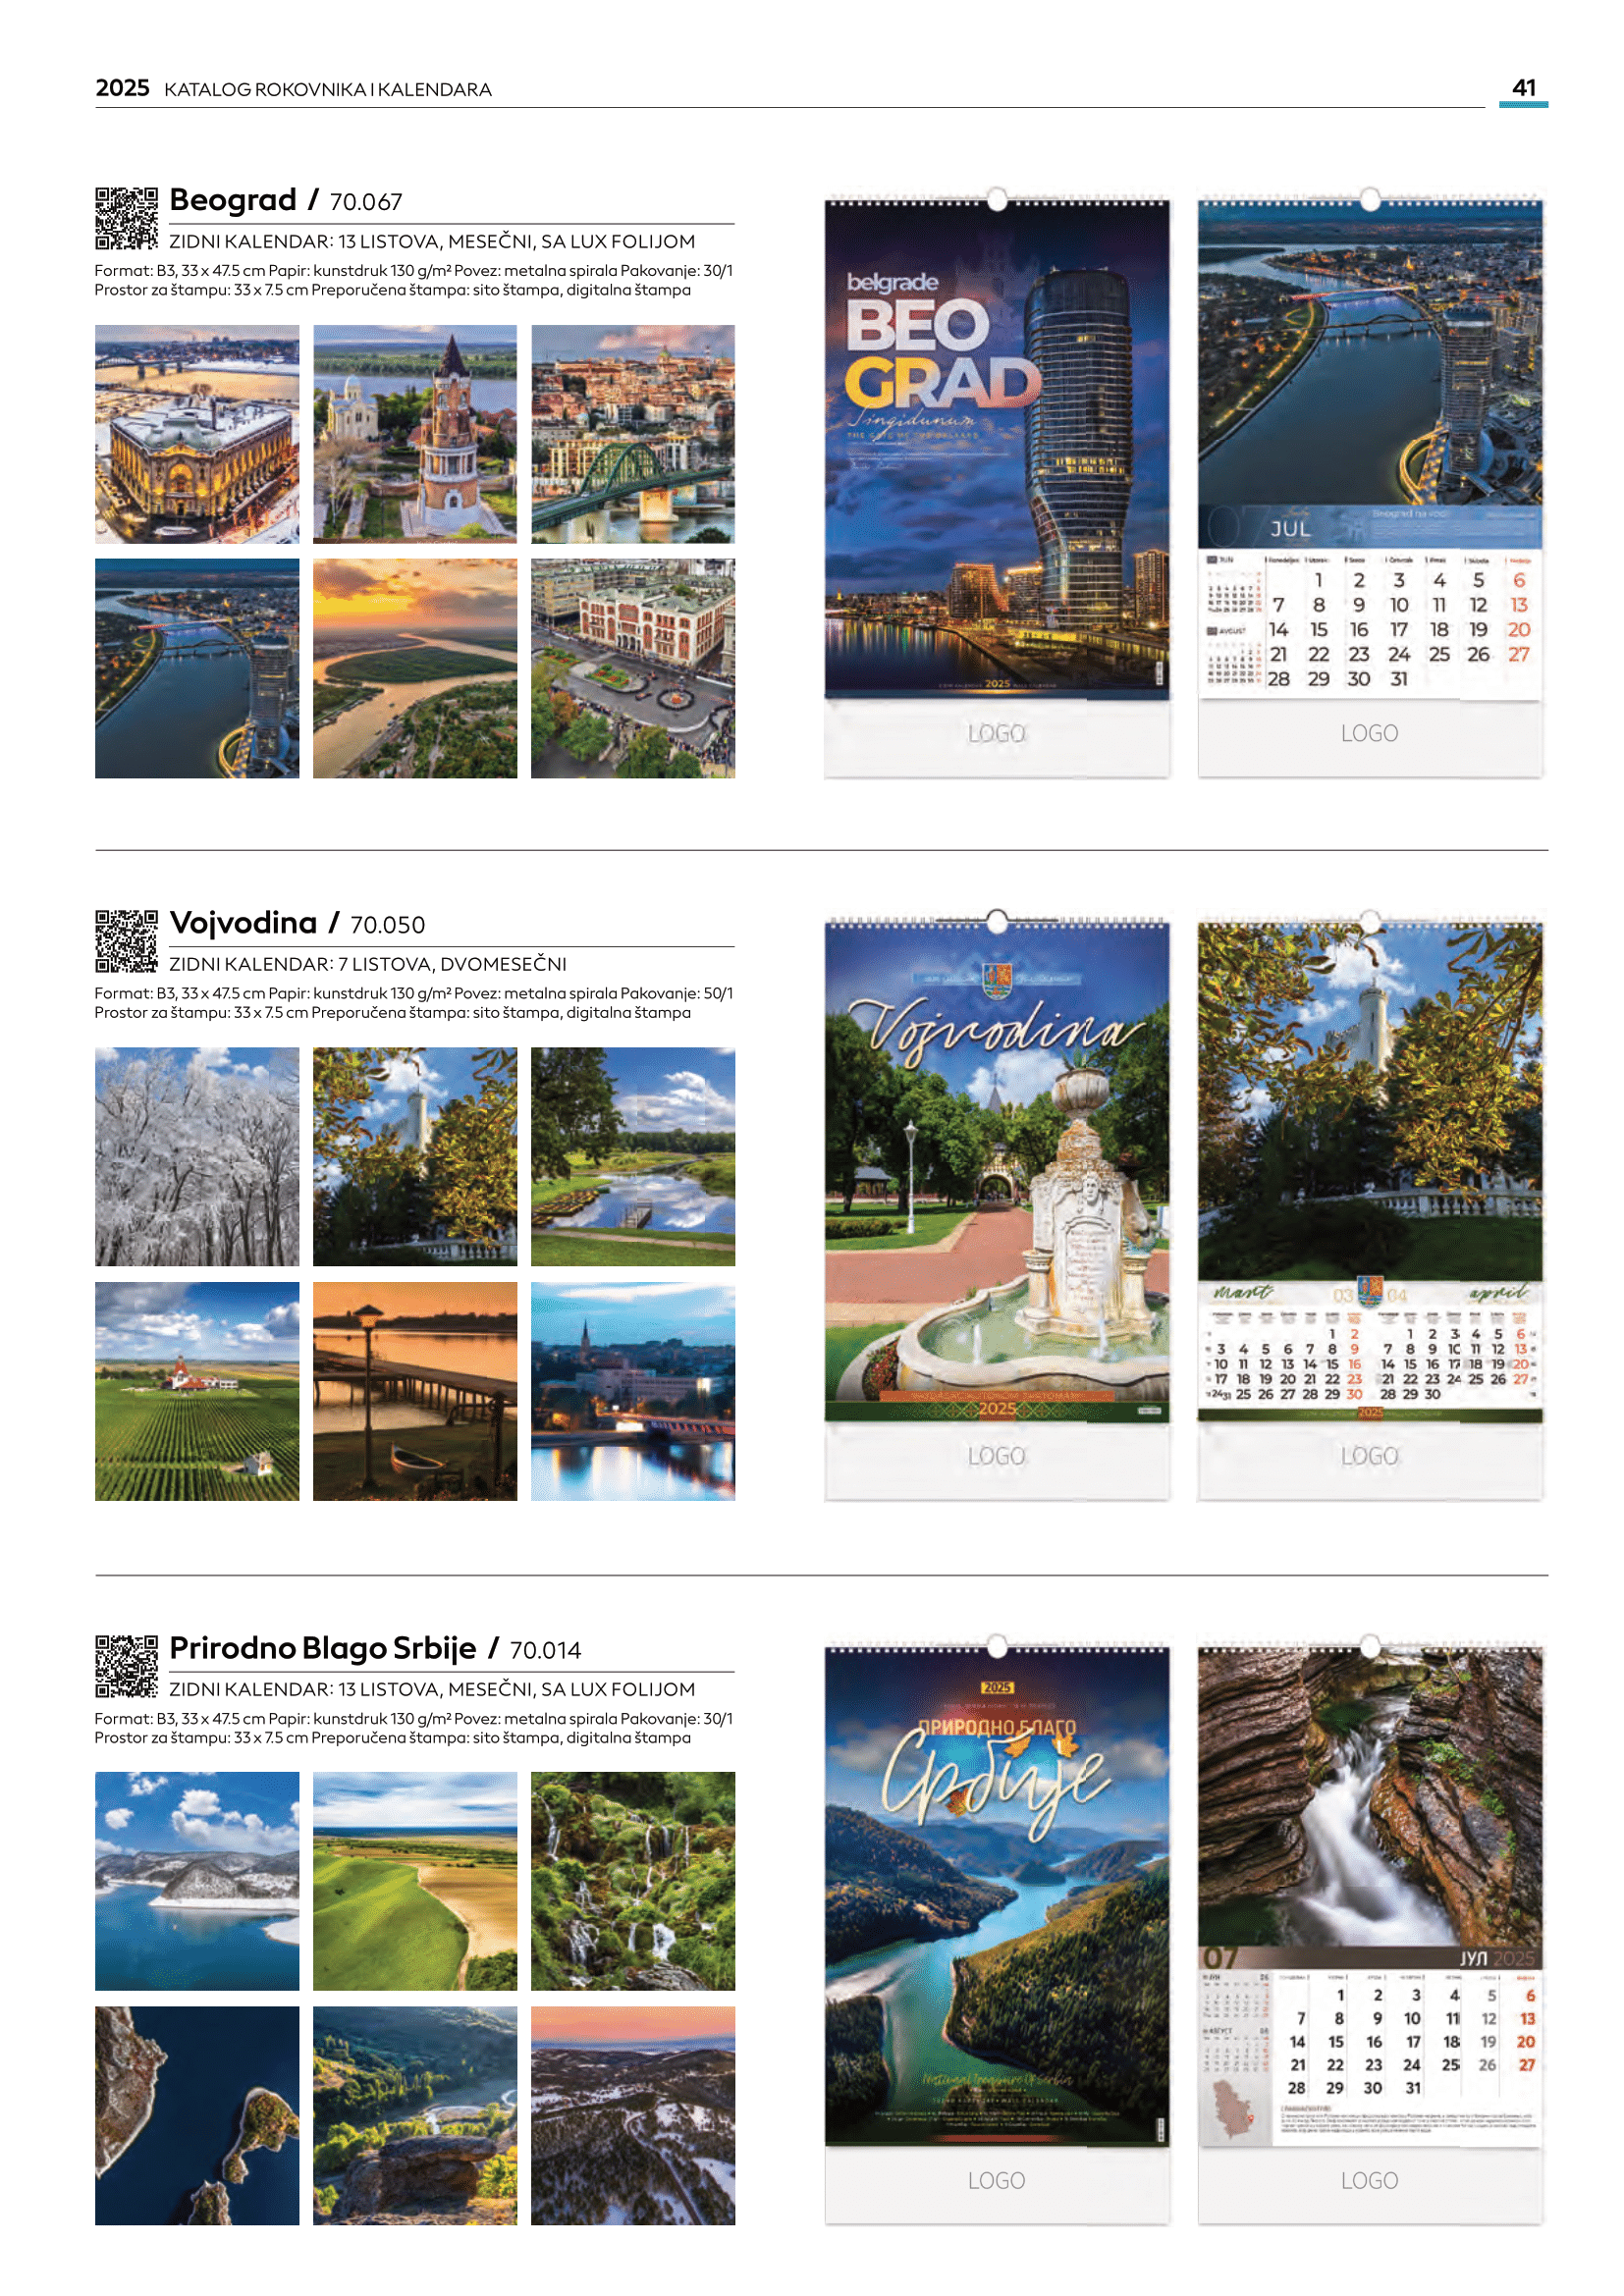 2025 KATALOG ROKOVNIKA I KALENDARA
41
Beograd / 70.067
ZIDNI KALENDAR: 13 LISTOVA, MESEČNI, SA LUX FOLIJOM
Format: B3, 33 x 47.5 cm Papir: kunstdruk 130 g/m² Povez: metalna spirala Pakovanje: 30/1
Prostor za štampu: 33 x 7.5 cm Preporučena štampa: sito štampa, digitalna štampa
belgrade
BEO
GRAD
Singidunum
2025
LOGO
JUL
Beograd na vodi
JUN
AVGUST
1 2 3 4 5 6
7 8 9 10 11 12 13
14 15 16 17 18 19 20
21 22 23 24 25 26 27
28 29 30 31
LOGO
Vojvodina / 70.050
ZIDNI KALENDAR: 7 LISTOVA, DVOMESEČNI
Format: B3, 33 x 47.5 cm Papir: kunstdruk 130 g/m² Povez: metalna spirala Pakovanje: 50/1
Prostor za štampu: 33 x 7.5 cm Preporučena štampa: sito štampa, digitalna štampa
Vojvodina
2025
LOGO
mart 03 04 april
1 2 1 2 3 4 5 6
3 4 5 6 7 8 9 7 8 9 10 11 12 13
10 11 12 13 14 15 16 14 15 16 17 18 19 20
17 18 19 20 21 22 23 21 22 23 24 25 26 27
24 31 25 26 27 28 29 30 28 29 30
2025
LOGO
Prirodno Blago Srbije / 70.014
ZIDNI KALENDAR: 13 LISTOVA, MESEČNI, SA LUX FOLIJOM
Format: B3, 33 x 47.5 cm Papir: kunstdruk 130 g/m² Povez: metalna spirala Pakovanje: 30/1
Prostor za štampu: 33 x 7.5 cm Preporučena štampa: sito štampa, digitalna štampa
2025
ПРИРОДНО БЛАГО
Србије
National Treasure Of Serbia
LOGO
07 ЈУЛ 2025
АВГУСТ
1 2 3 4 5 6
7 8 9 10 11 12 13
14 15 16 17 18 19 20
21 22 23 24 25 26 27
28 29 30 31
LOGO